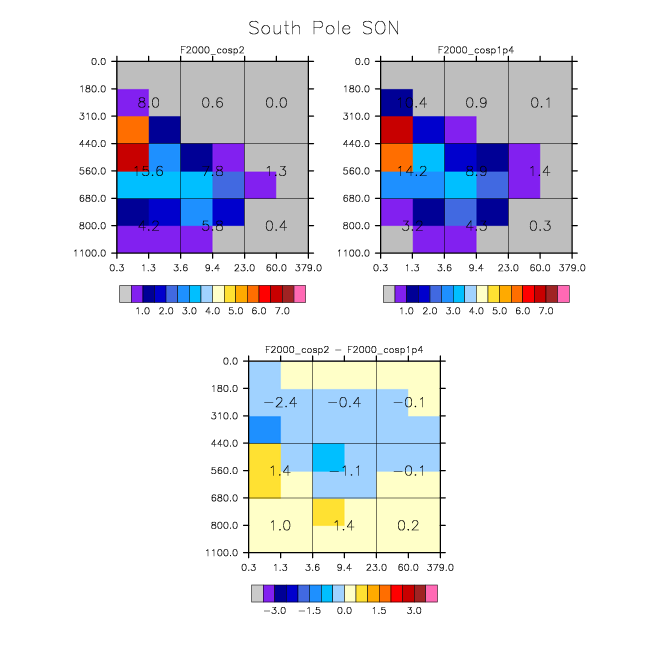 South Pole SON
F2000_cosp2
0.0
180.0
310.0
440.0
560.0
680.0
800.0
1100.0
8.0 0.6 0.0
15.6 7.8 1.3
4.2 5.8 0.4
0.3 1.3 3.6 9.4 23.0 60.0 379.0
1.0 2.0 3.0 4.0 5.0 6.0 7.0
F2000_cosp1p4
0.0
180.0
310.0
440.0
560.0
680.0
800.0
1100.0
10.4 0.9 0.1
14.2 8.9 1.4
3.2 4.3 0.3
0.3 1.3 3.6 9.4 23.0 60.0 379.0
1.0 2.0 3.0 4.0 5.0 6.0 7.0
F2000_cosp2 − F2000_cosp1p4
0.0
180.0
310.0
440.0
560.0
680.0
800.0
1100.0
−2.4 −0.4 −0.1
1.4 −1.1 −0.1
1.0 1.4 0.2
0.3 1.3 3.6 9.4 23.0 60.0 379.0
−3.0 −1.5 0.0 1.5 3.0